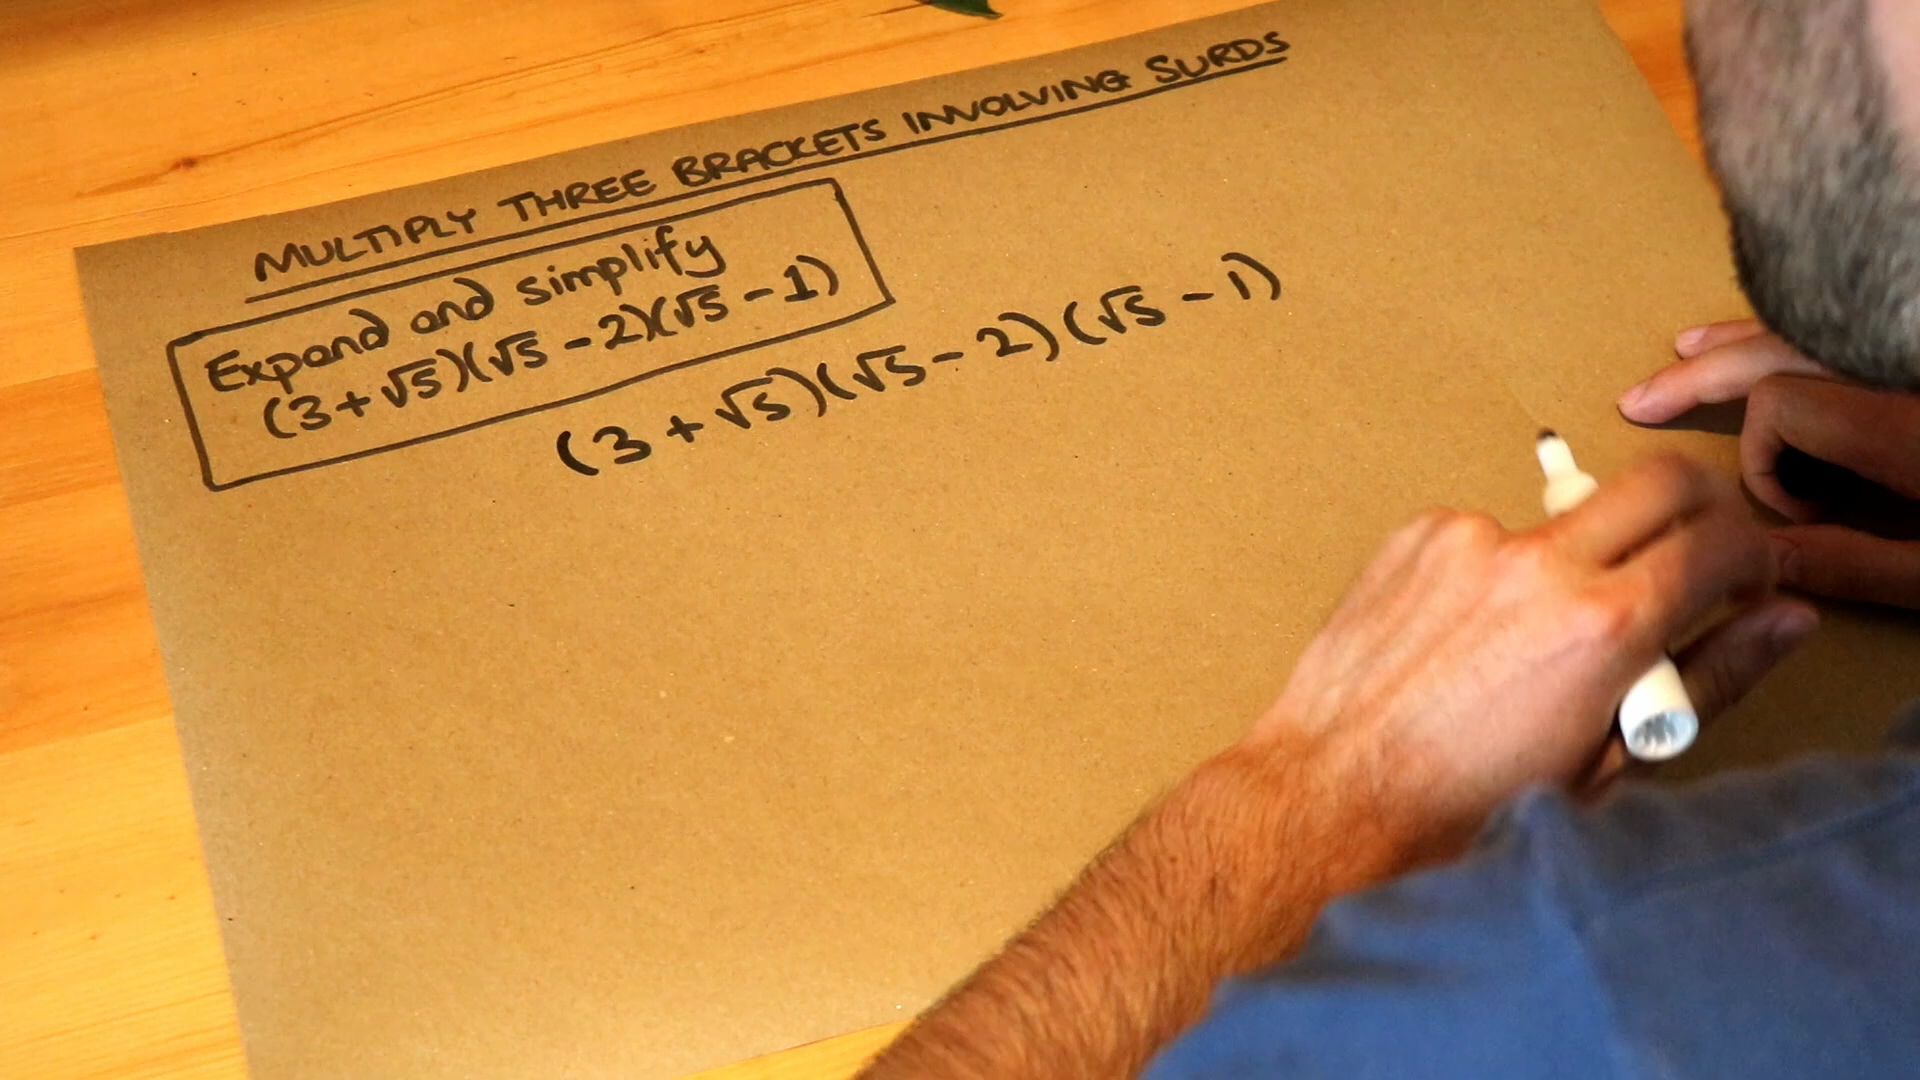 MULTIPLY THREE BRACKETS INVOLVING SURDS
Expand and simplify
(3+√5)(√5-2)(√5-1)
(3+√5)(√5-2)(√5-1)